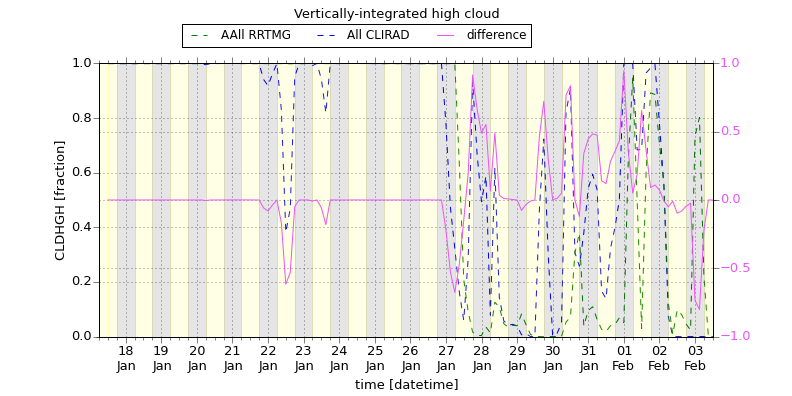 Vertically-integrated high cloud
AAll RRTMG All CLIRAD difference
CLDHGH [fraction]
1.0
0.8
0.6
0.4
0.2
0.0
1.0
0.5
0.0
−0.5
−1.0
18 19 20 21 22 23 24 25 26 27 28 29 30 31 01 02 03
Jan Jan Jan Jan Jan Jan Jan Jan Jan Jan Jan Jan Jan Jan Feb Feb Feb
time [datetime]